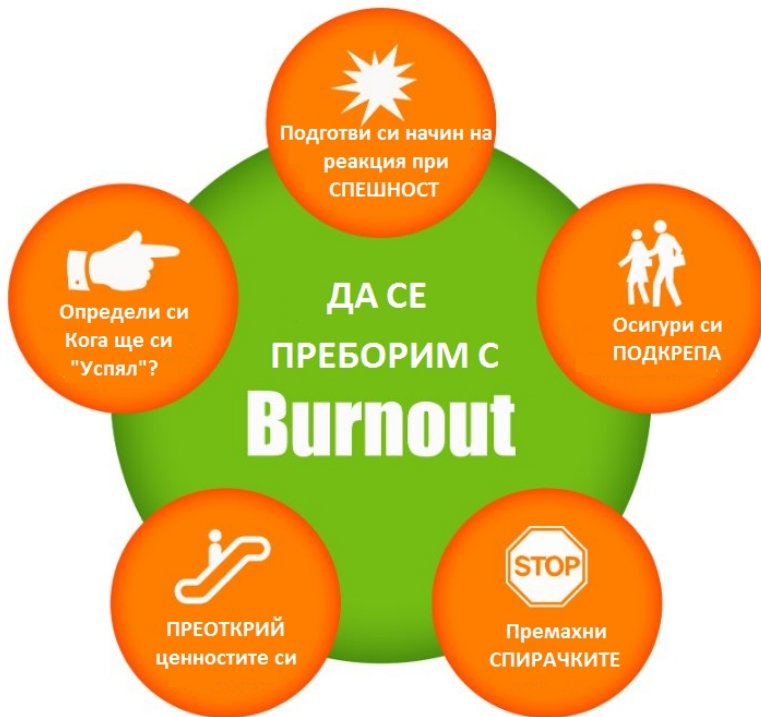 Подготви си начин на
реакция при
СПЕШНОСТ
Определи си
Кога ще си
"Успял"?
ДА СЕ
ПРЕБОРИМ С
Burnout
Осигури си
ПОДКРЕПА
ПРЕОТКРИЙ
ценностите си
STOP
Премахни
СПИРАЧКИТЕ